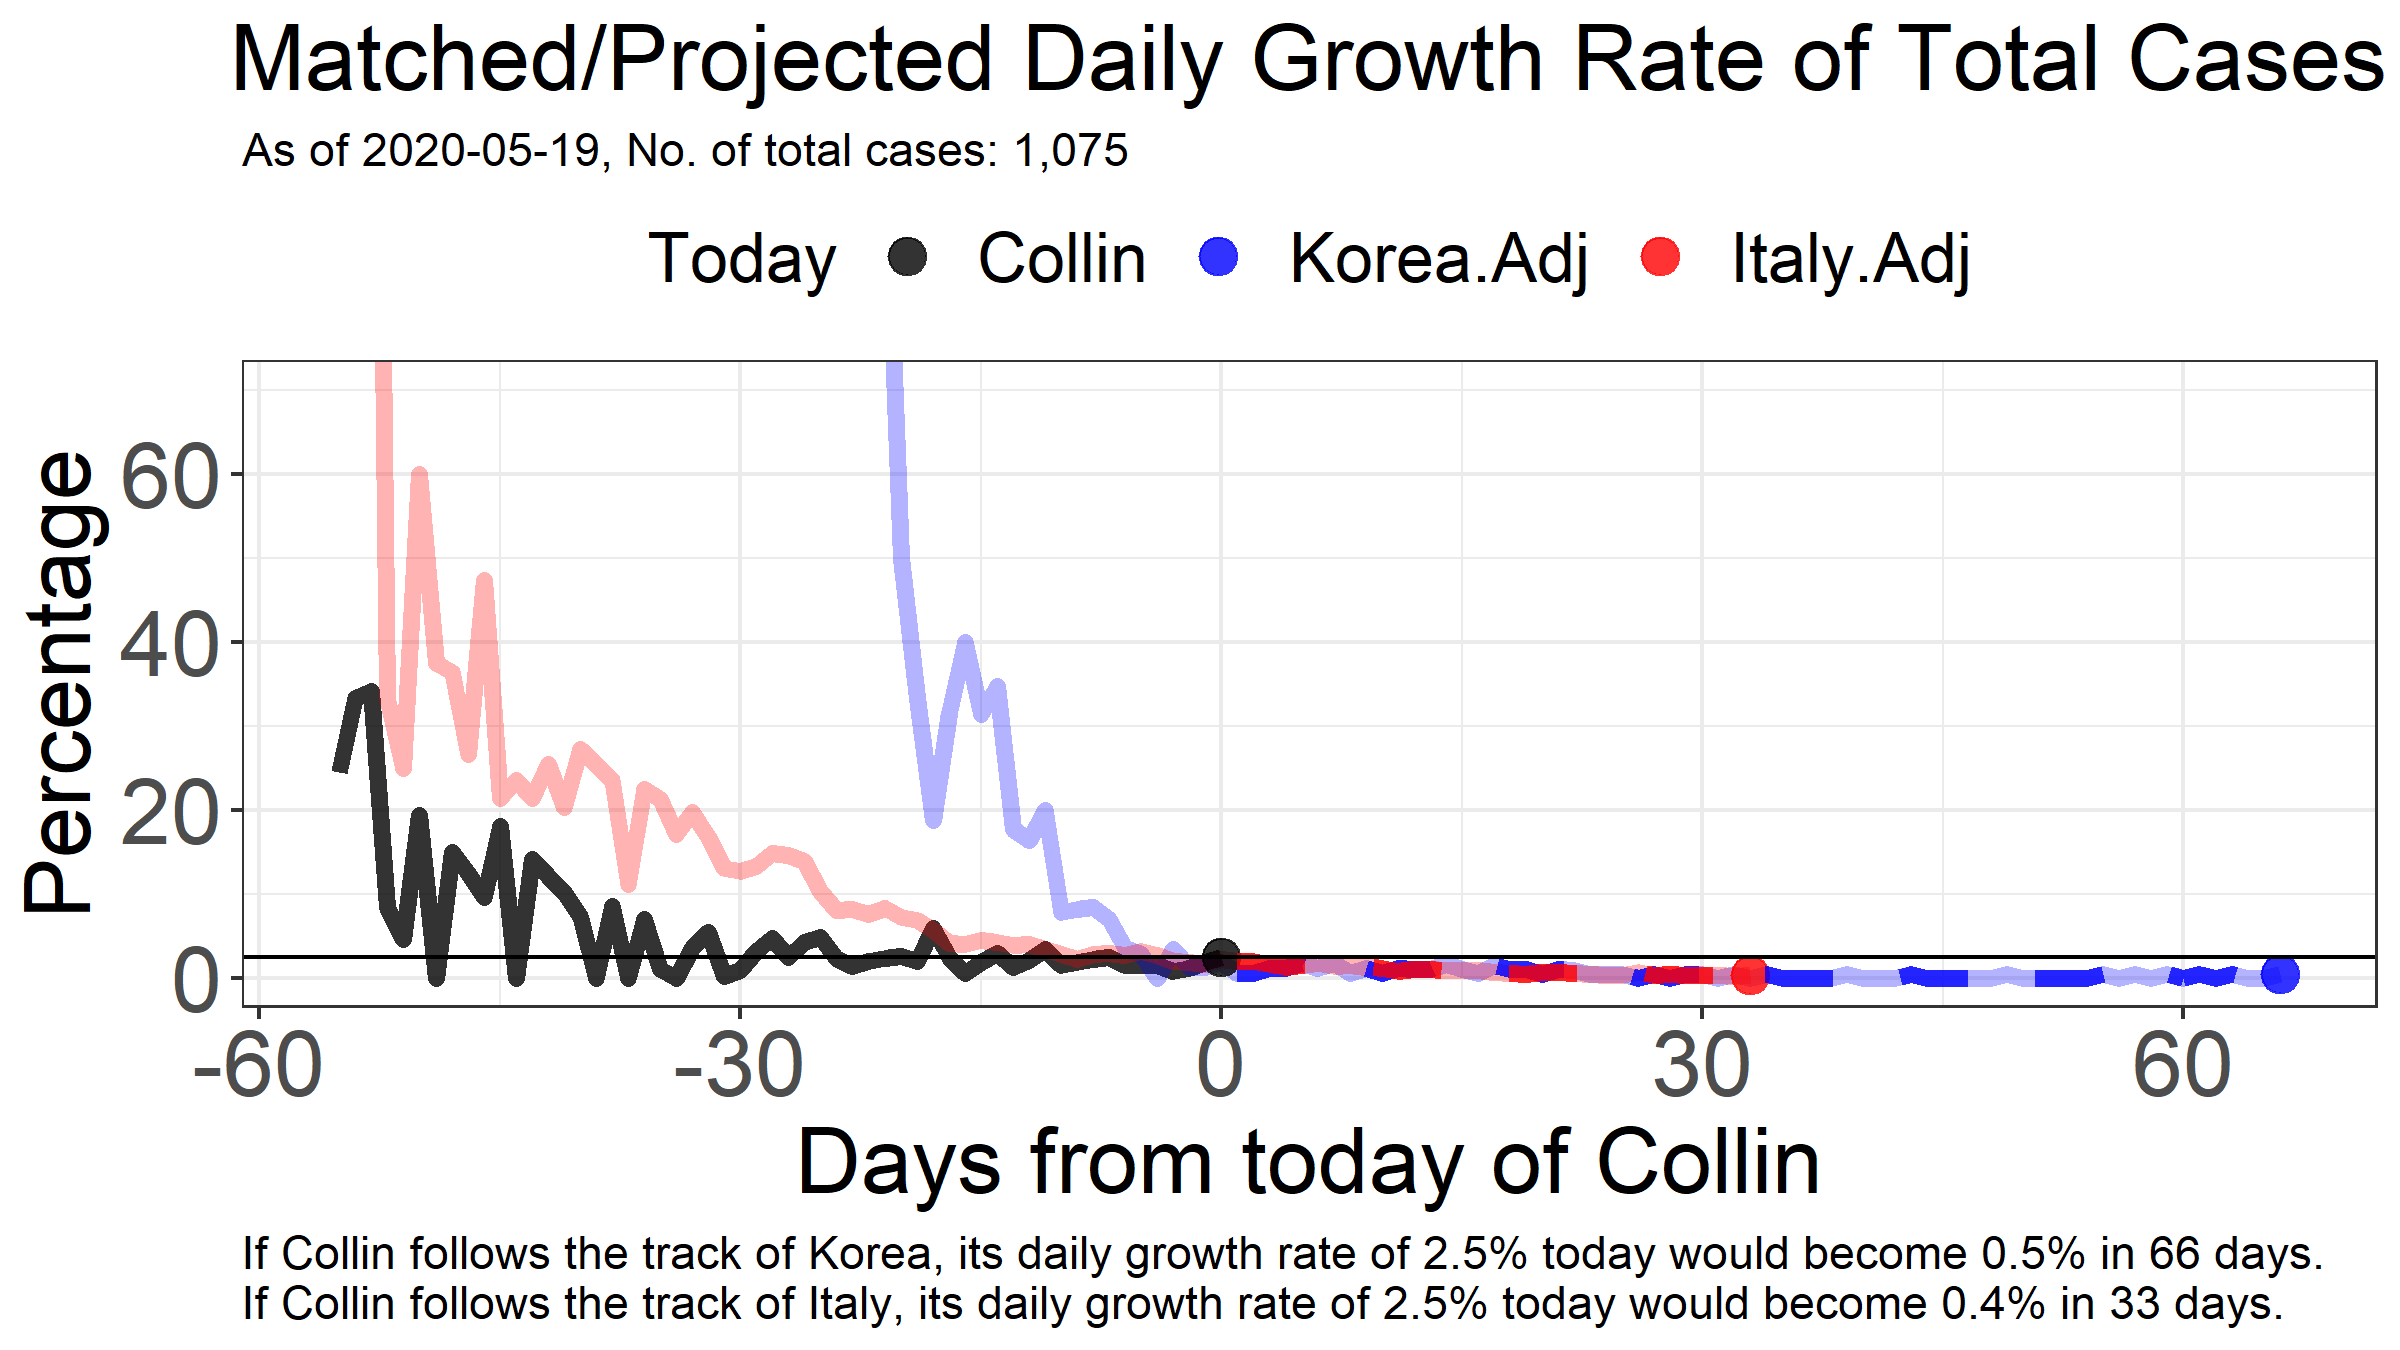 Matched/Projected Daily Growth Rate of Total Cases
As of 2020-05-19, No. of total cases: 1,075
Today Collin Korea.Adj Italy.Adj
Percentage
60
40
20
0
-60 -30 0 30 60
Days from today of Collin
If Collin follows the track of Korea, its daily growth rate of 2.5% today would become 0.5% in 66 days.
If Collin follows the track of Italy, its daily growth rate of 2.5% today would become 0.4% in 33 days.